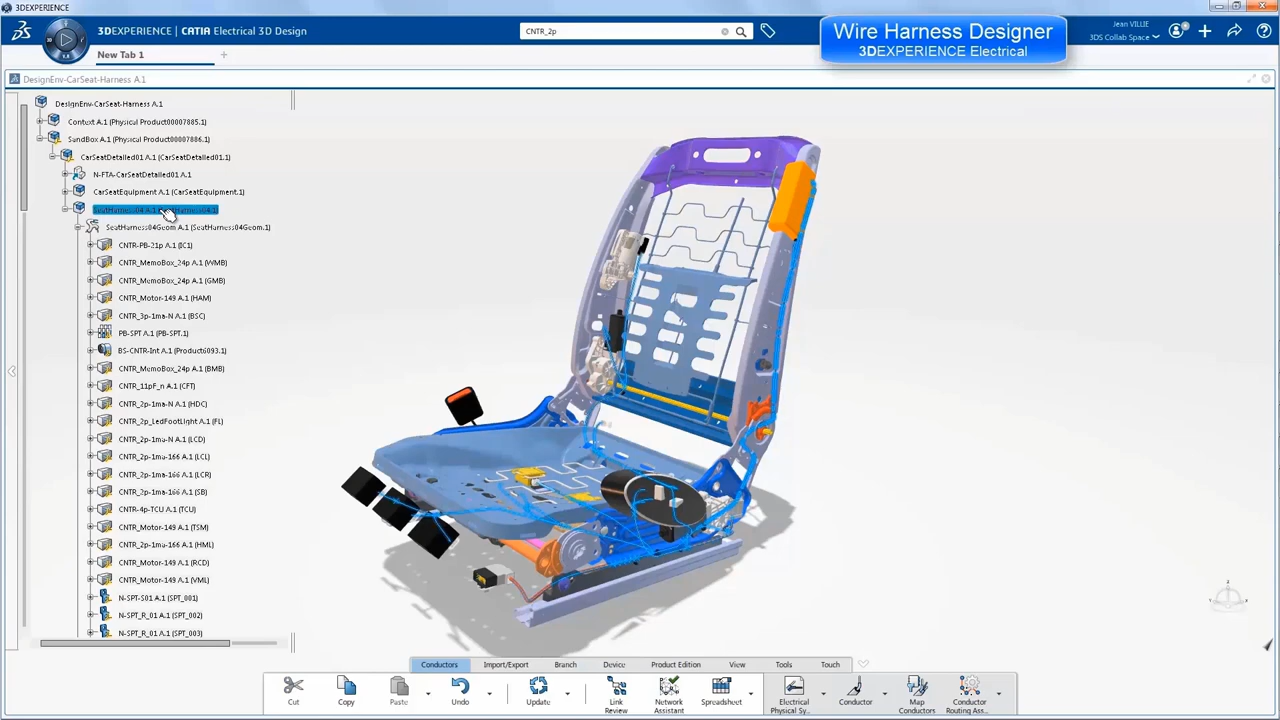 3DEXPERIENCE
3DEXPERIENCE | CATIA Electrical 3D Design
CNTR_2p
Wire Harness Designer
3DEXPERIENCE Electrical
Jean VILLIE
3DS Collab Space
New Tab 1
DesignEnv-CarSeat-Harness A.1
DesignEnv-CarSeat-Harness A.1
Context A.1 (Physical Product00007885.1)
SandBox A.1 (Physical Product00007886.1)
CarSeatDetailed01 A.1 (CarSeatDetailed01.1)
N-FTA-CarSeatDetailed01 A.1
CarSeatEquipment A.1 (CarSeatEquipment.1)
SeatHarness04 A.1
SeatHarness04Geom A.1 (SeatHarness04Geom.1)
CNTR-PB-21p A.1 (IC1)
CNTR_MemoBox_24p A.1 (WMB)
CNTR_MemoBox_24p A.1 (GMB)
CNTR_Motor-149 A.1 (HAM)
CNTR_3p-1ma-N A.1 (BSC)
PB-SPT A.1 (PB-SPT.1)
BS-CNTR-Int A.1 (Product6093.1)
CNTR_MemoBox_24p A.1 (BMB)
CNTR_11pF_n A.1 (CFT)
CNTR_2p-1ma-N A.1 (HDC)
CNTR_2p_LedFootLight A.1 (FL)
CNTR_2p-1ma-N A.1 (LCD)
CNTR_2p-1ma-166 A.1 (LCL)
CNTR_2p-1ma-166 A.1 (LCR)
CNTR_2p-1ma-166 A.1 (SB)
CNTR-4p-TCU A.1 (TCU)
CNTR_Motor-149 A.1 (TSM)
CNTR_2p-1ma-166 A.1 (HML)
CNTR_Motor-149 A.1 (RCD)
CNTR_Motor-149 A.1 (VML)
N-SPT-S01 A.1 (SPT_001)
N-SPT_R_01 A.1 (SPT_002)
N-SPT_R_01 A.1 (SPT_003)
Conductors Import/Export Branch Device Product Edition View Tools Touch
Cut Copy Paste Undo Update Link Review Network Assistant Spreadsheet Electrical Physical Sy... Conductor Map Conductors Conductor Routing Ass...